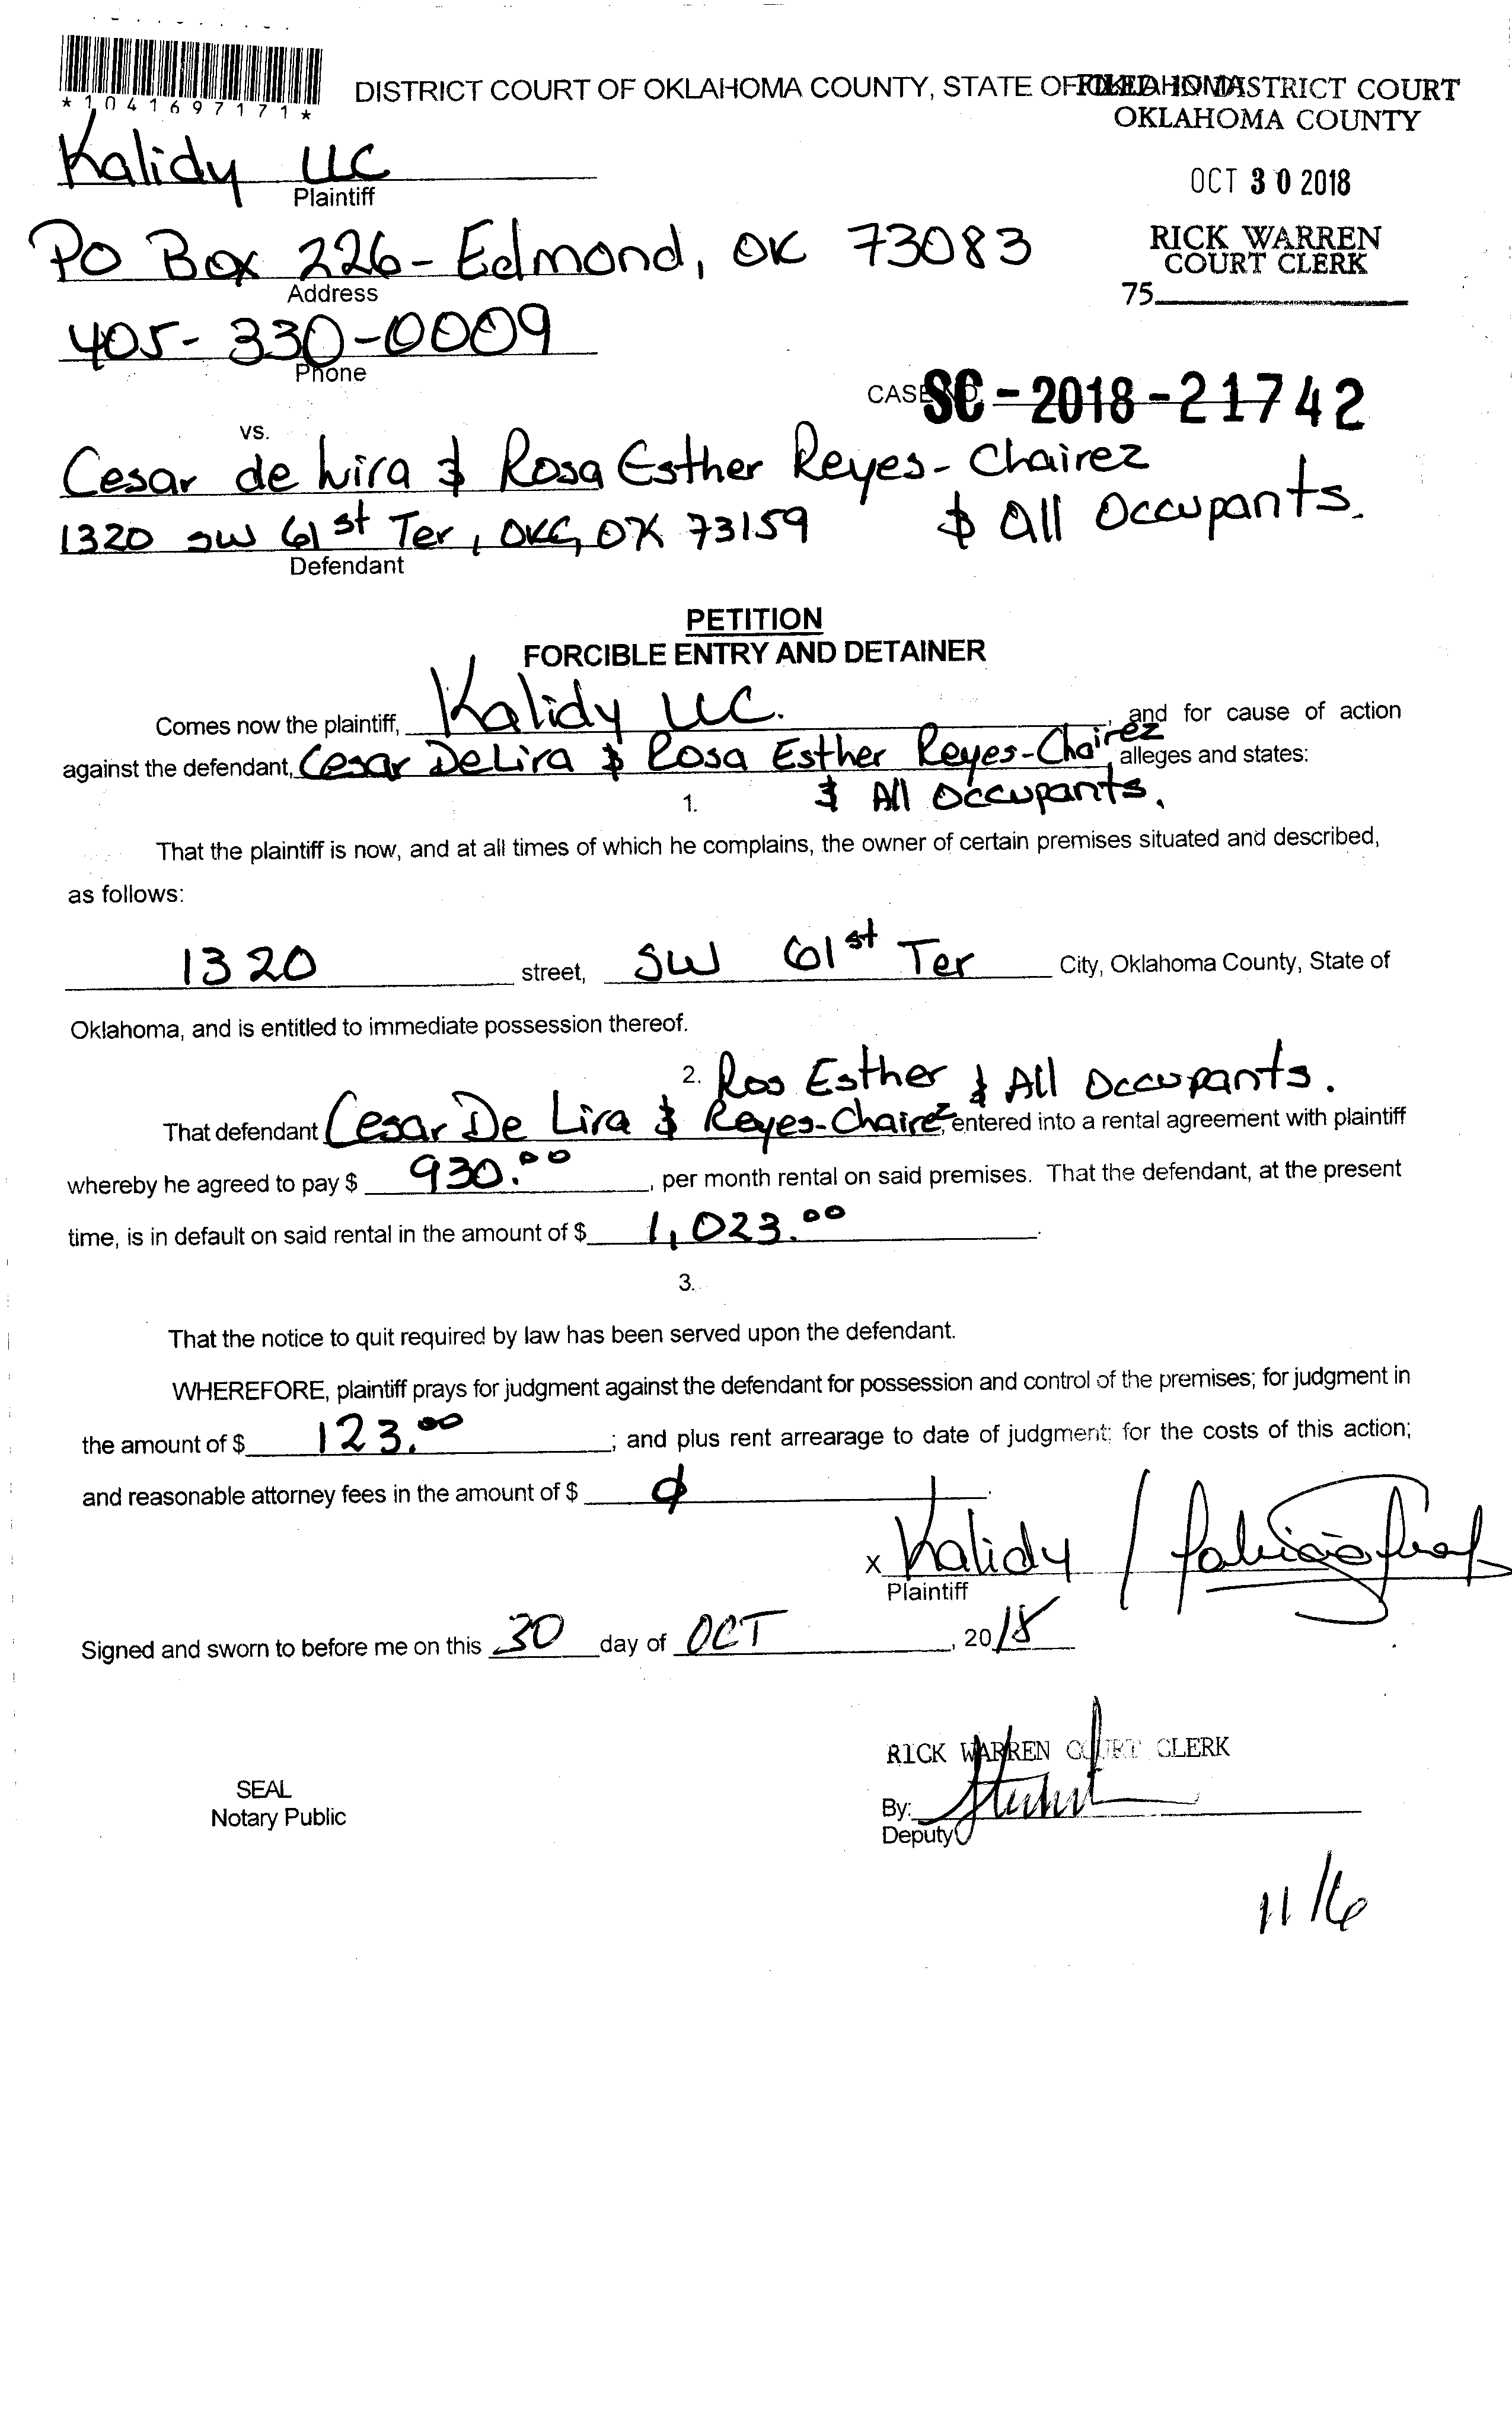 *1041697171*
DISTRICT COURT OF OKLAHOMA COUNTY, STATE OF OKLAHOMA
FILED IN DISTRICT COURT
OKLAHOMA COUNTY
Kalidy LLC
Plaintiff
OCT 30 2018
PO Box 226- Edmond, OK 73083
Address
RICK WARREN
COURT CLERK
75
405-330-0009
Phone
CASE NO. SC-2018-21742
vs.
Cesar de Lira & Rosa Esther Reyes-Chairez
& All Occupants.
1320 SW 61st Ter, OKC, OK 73159
Defendant
PETITION
FORCIBLE ENTRY AND DETAINER
Comes now the plaintiff, Kalidy LLC. , and for cause of action
against the defendant, Cesar DeLira & Rosa Esther Reyes-Chairez, alleges and states:
& All Occupants.
1.
That the plaintiff is now, and at all times of which he complains, the owner of certain premises situated and described,
as follows:
1320 street, SW 61st Ter City, Oklahoma County, State of
Oklahoma, and is entitled to immediate possession thereof.
2. Ros Esther & All Occupants.
That defendant Cesar De Lira & Reyes-Chairez, entered into a rental agreement with plaintiff
whereby he agreed to pay $ 930.00, per month rental on said premises. That the defendant, at the present
time, is in default on said rental in the amount of $ 1,023.00.
3.
That the notice to quit required by law has been served upon the defendant.
WHEREFORE, plaintiff prays for judgment against the defendant for possession and control of the premises; for judgment in
the amount of $ 123.00; and plus rent arrearage to date of judgment; for the costs of this action;
and reasonable attorney fees in the amount of $ ϕ.
x Kalidy /
Plaintiff
Signed and sworn to before me on this 30 day of OCT, 2018
RICK WARREN COURT CLERK
SEAL
Notary Public
By:
Deputy
11/6